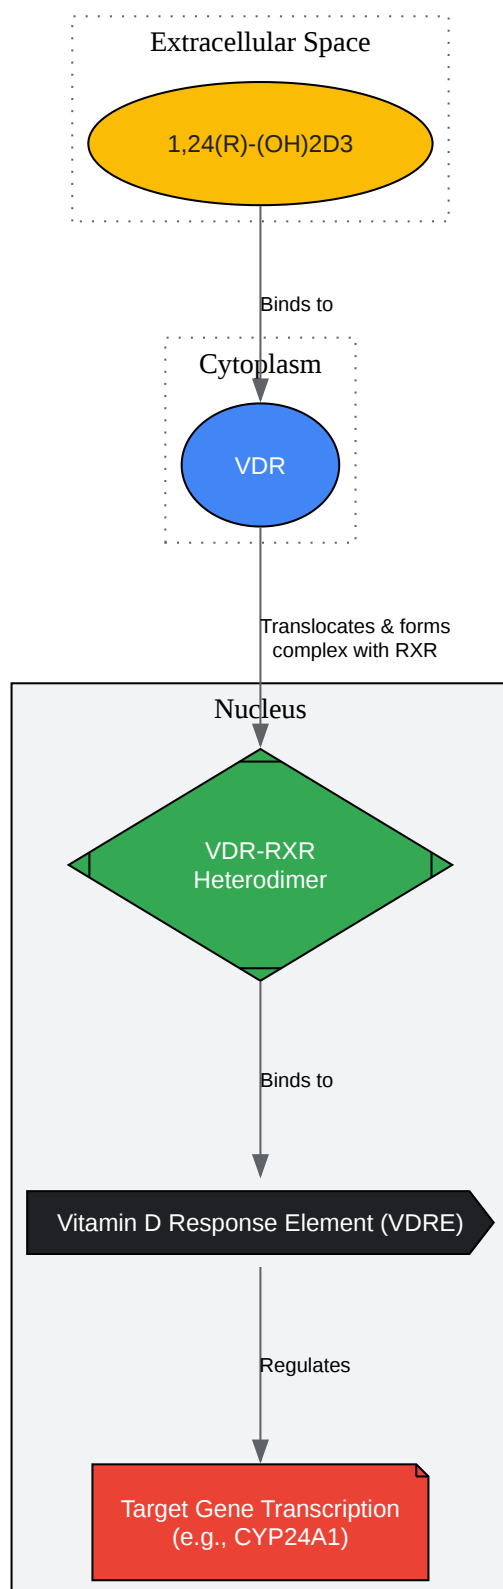 Extracellular Space
1,24(R)-(OH)2D3
Binds to
Cytoplasm
VDR
Translocates & forms
complex with RXR
Nucleus
VDR-RXR
Heterodimer
Binds to
Vitamin D Response Element (VDRE)
Regulates
Target Gene Transcription
(e.g., CYP24A1)